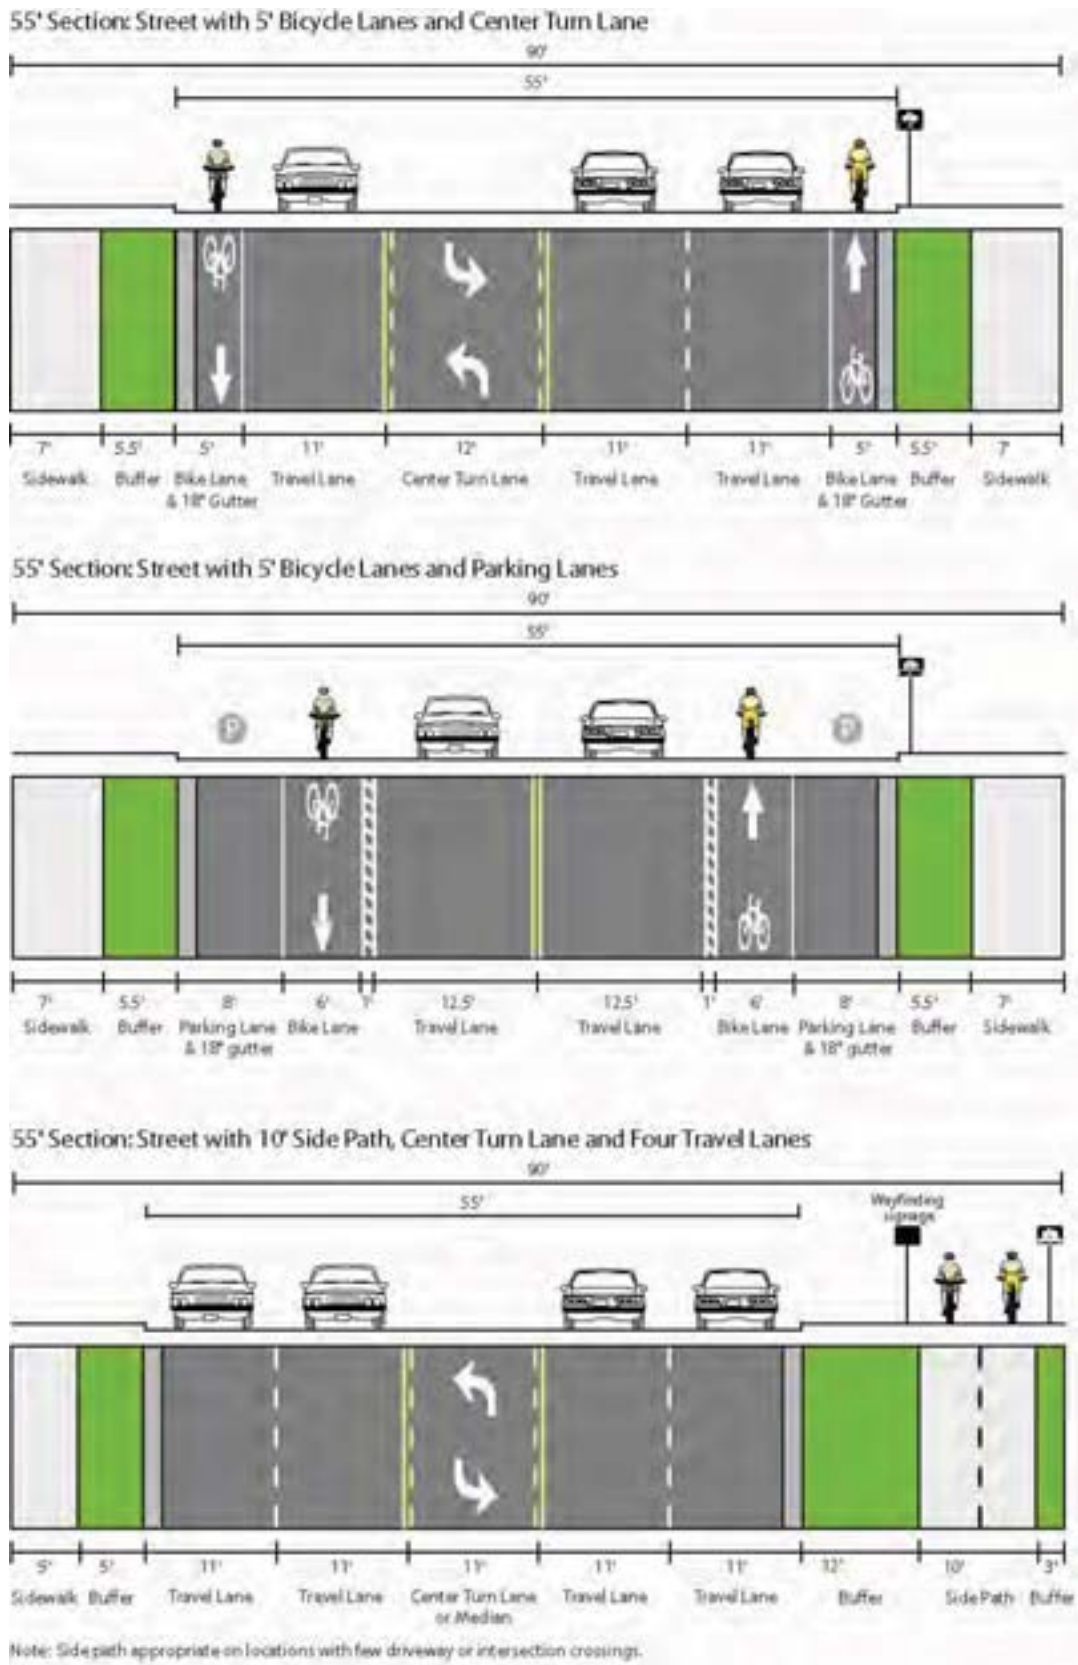 55' Section: Street with 5' Bicycle Lanes and Center Turn Lane
90'
55'
7' 5.5' 5' 11' 12' 11' 11' 5' 5.5' 7'
Sidewalk Buffer Bike Lane Travel Lane Center Turn Lane Travel Lane Travel Lane Bike Lane Buffer Sidewalk
& 18" Gutter & 18" Gutter
55' Section: Street with 5' Bicycle Lanes and Parking Lanes
90'
55'
P P
7' 5.5' 8' 6' 1' 12.5' 12.5' 1' 6' 8' 5.5' 7'
Sidewalk Buffer Parking Lane Bike Lane Travel Lane Travel Lane Bike Lane Parking Lane Buffer Sidewalk
& 18" gutter & 18" gutter
55' Section: Street with 10' Side Path, Center Turn Lane and Four Travel Lanes
90'
55'
Wayfinding
signage
5' 5' 11' 11' 11' 11' 11' 12' 10' 3'
Sidewalk Buffer Travel Lane Travel Lane Center Turn Lane Travel Lane Travel Lane Buffer Side Path Buffer
or Median
Note: Side path appropriate on locations with few driveway or intersection crossings.